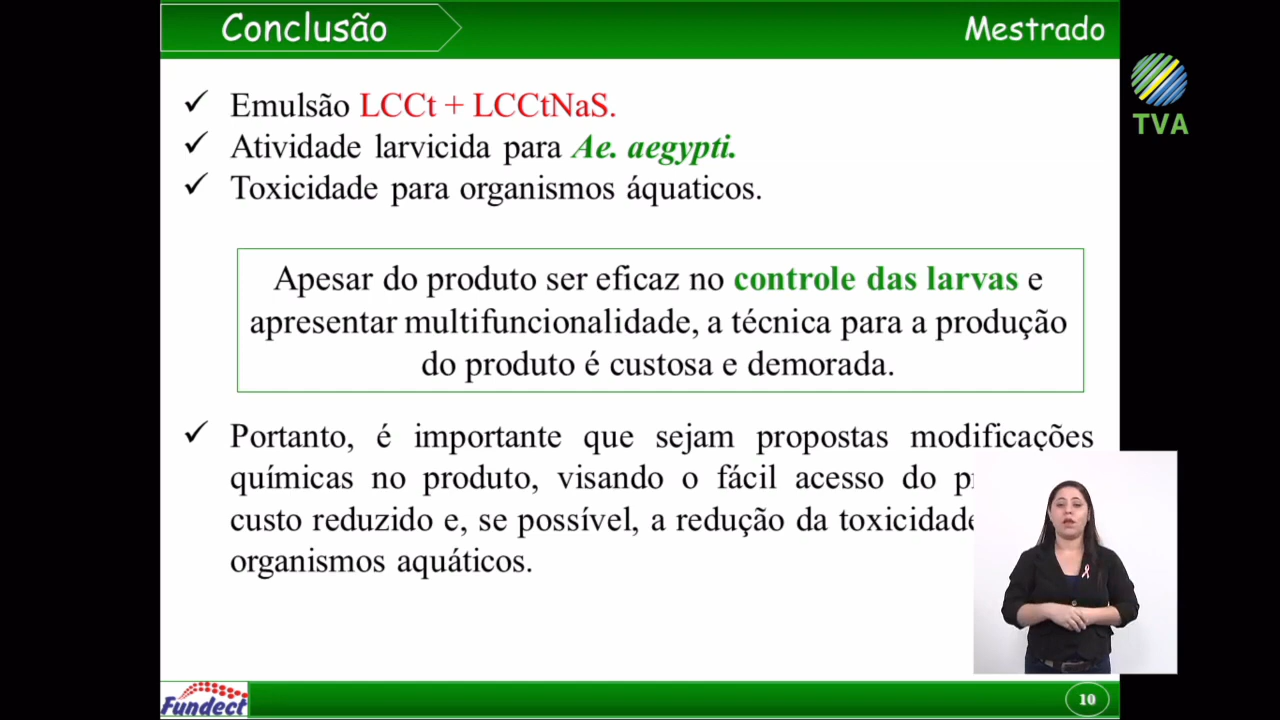 Conclusão
Mestrado
TVA
Emulsão LCCt + LCCtNaS.
Atividade larvicida para Ae. aegypti.
Toxicidade para organismos áquaticos.
Apesar do produto ser eficaz no controle das larvas e
apresentar multifuncionalidade, a técnica para a produção
do produto é custosa e demorada.
Portanto, é importante que sejam propostas modificações
químicas no produto, visando o fácil acesso do
custo reduzido e, se possível, a redução da toxicidade
organismos aquáticos.
Fundect
10